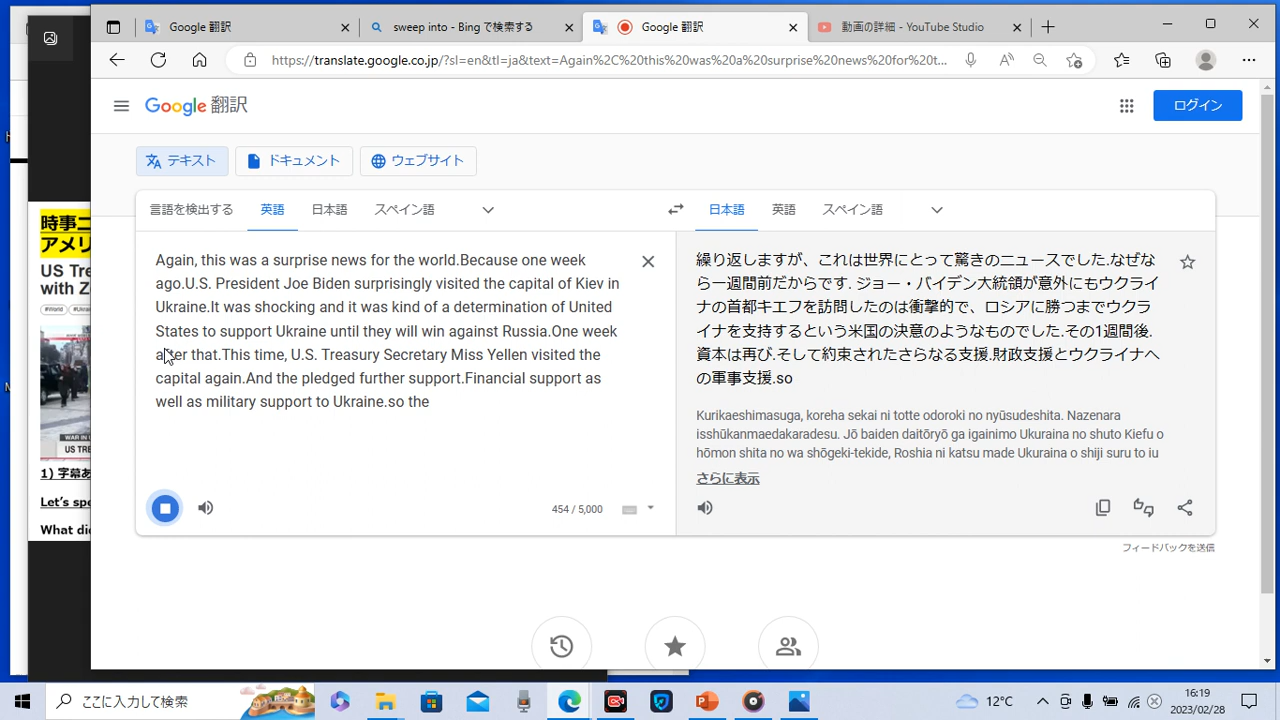 Google 翻訳
sweep into - Bing で検索する
Google 翻訳
動画の詳細 - YouTube Studio
https://translate.google.co.jp/?sl=en&tl=ja&text=Again%2C%20this%20was%20a%20surprise%20news%20for%20t...
Google 翻訳
ログイン
テキスト
ドキュメント
ウェブサイト
言語を検出する
英語
日本語
スペイン語
日本語
英語
スペイン語
Again, this was a surprise news for the world.Because one week
ago.U.S. President Joe Biden surprisingly visited the capital of Kiev in
Ukraine.It was shocking and it was kind of a determination of United
States to support Ukraine until they will win against Russia.One week
after that.This time, U.S. Treasury Secretary Miss Yellen visited the
capital again.And the pledged further support.Financial support as
well as military support to Ukraine.so the
454 / 5,000
繰り返しますが、これは世界にとって驚きのニュースでした.なぜな
ら一週間前だからです. ジョー・バイデン大統領が意外にもウクライ
ナの首都キエフを訪問したのは衝撃的で、ロシアに勝つまでウクラ
イナを支持するという米国の決意のようなものでした.その1週間後.
資本は再び.そして約束されたさらなる支援.財政支援とウクライナへ
の軍事支援.so
Kurikaeshimasuga, koreha sekai ni totte odoroki no nyūsudeshita. Nazenara
isshūkanmaedakaradesu. Jō baiden daitōryō ga igainimo Ukuraina no shuto Kiefu o
hōmon shita no wa shōgeki-tekide, Roshia ni katsu made Ukuraina o shiji suru to iu
さらに表示
フィードバックを送信
時事ニ
アメリ
US Tre
with Z
#World
WAR IN U
US TRE
1) 字幕あ
Let's spe
What did
ここに入力して検索
12°C
16:19
2023/02/28